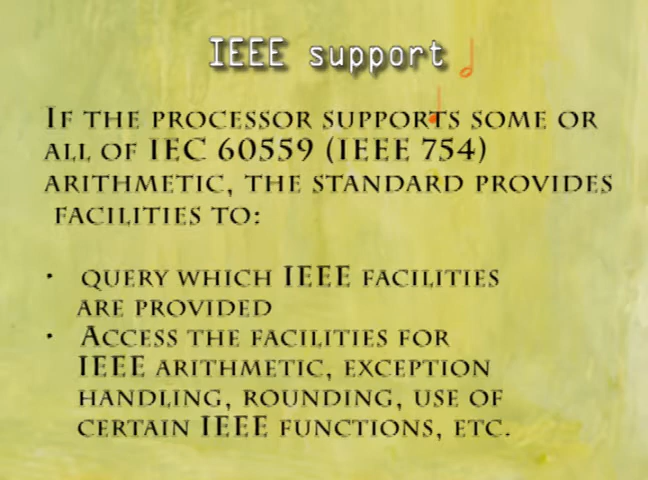 IEEE support
If the processor supports some or
all of IEC 60559 (IEEE 754)
arithmetic, the standard provides
facilities to:
· query which IEEE facilities
are provided
· Access the facilities for
IEEE arithmetic, exception
handling, rounding, use of
certain IEEE functions, etc.